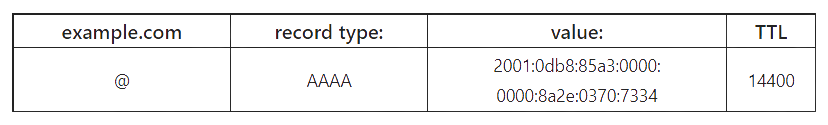 example.com record type: value: TTL
@ AAAA 2001:0db8:85a3:0000: 14400
0000:8a2e:0370:7334